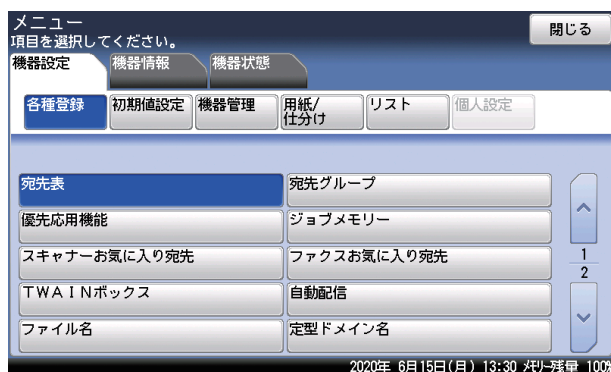 メニュー
項目を選択してください。
閉じる
機器設定
機器情報
機器状態
各種登録
初期値設定
機器管理
用紙/
仕分け
リスト
個人設定
宛先表
宛先グループ
優先応用機能
ジョブメモリー
スキャナーお気に入り宛先
ファクスお気に入り宛先
1
2
TWAINボックス
自動配信
ファイル名
定型ドメイン名
2020年 6月15日(月) 13:30 メモリー残量 100%